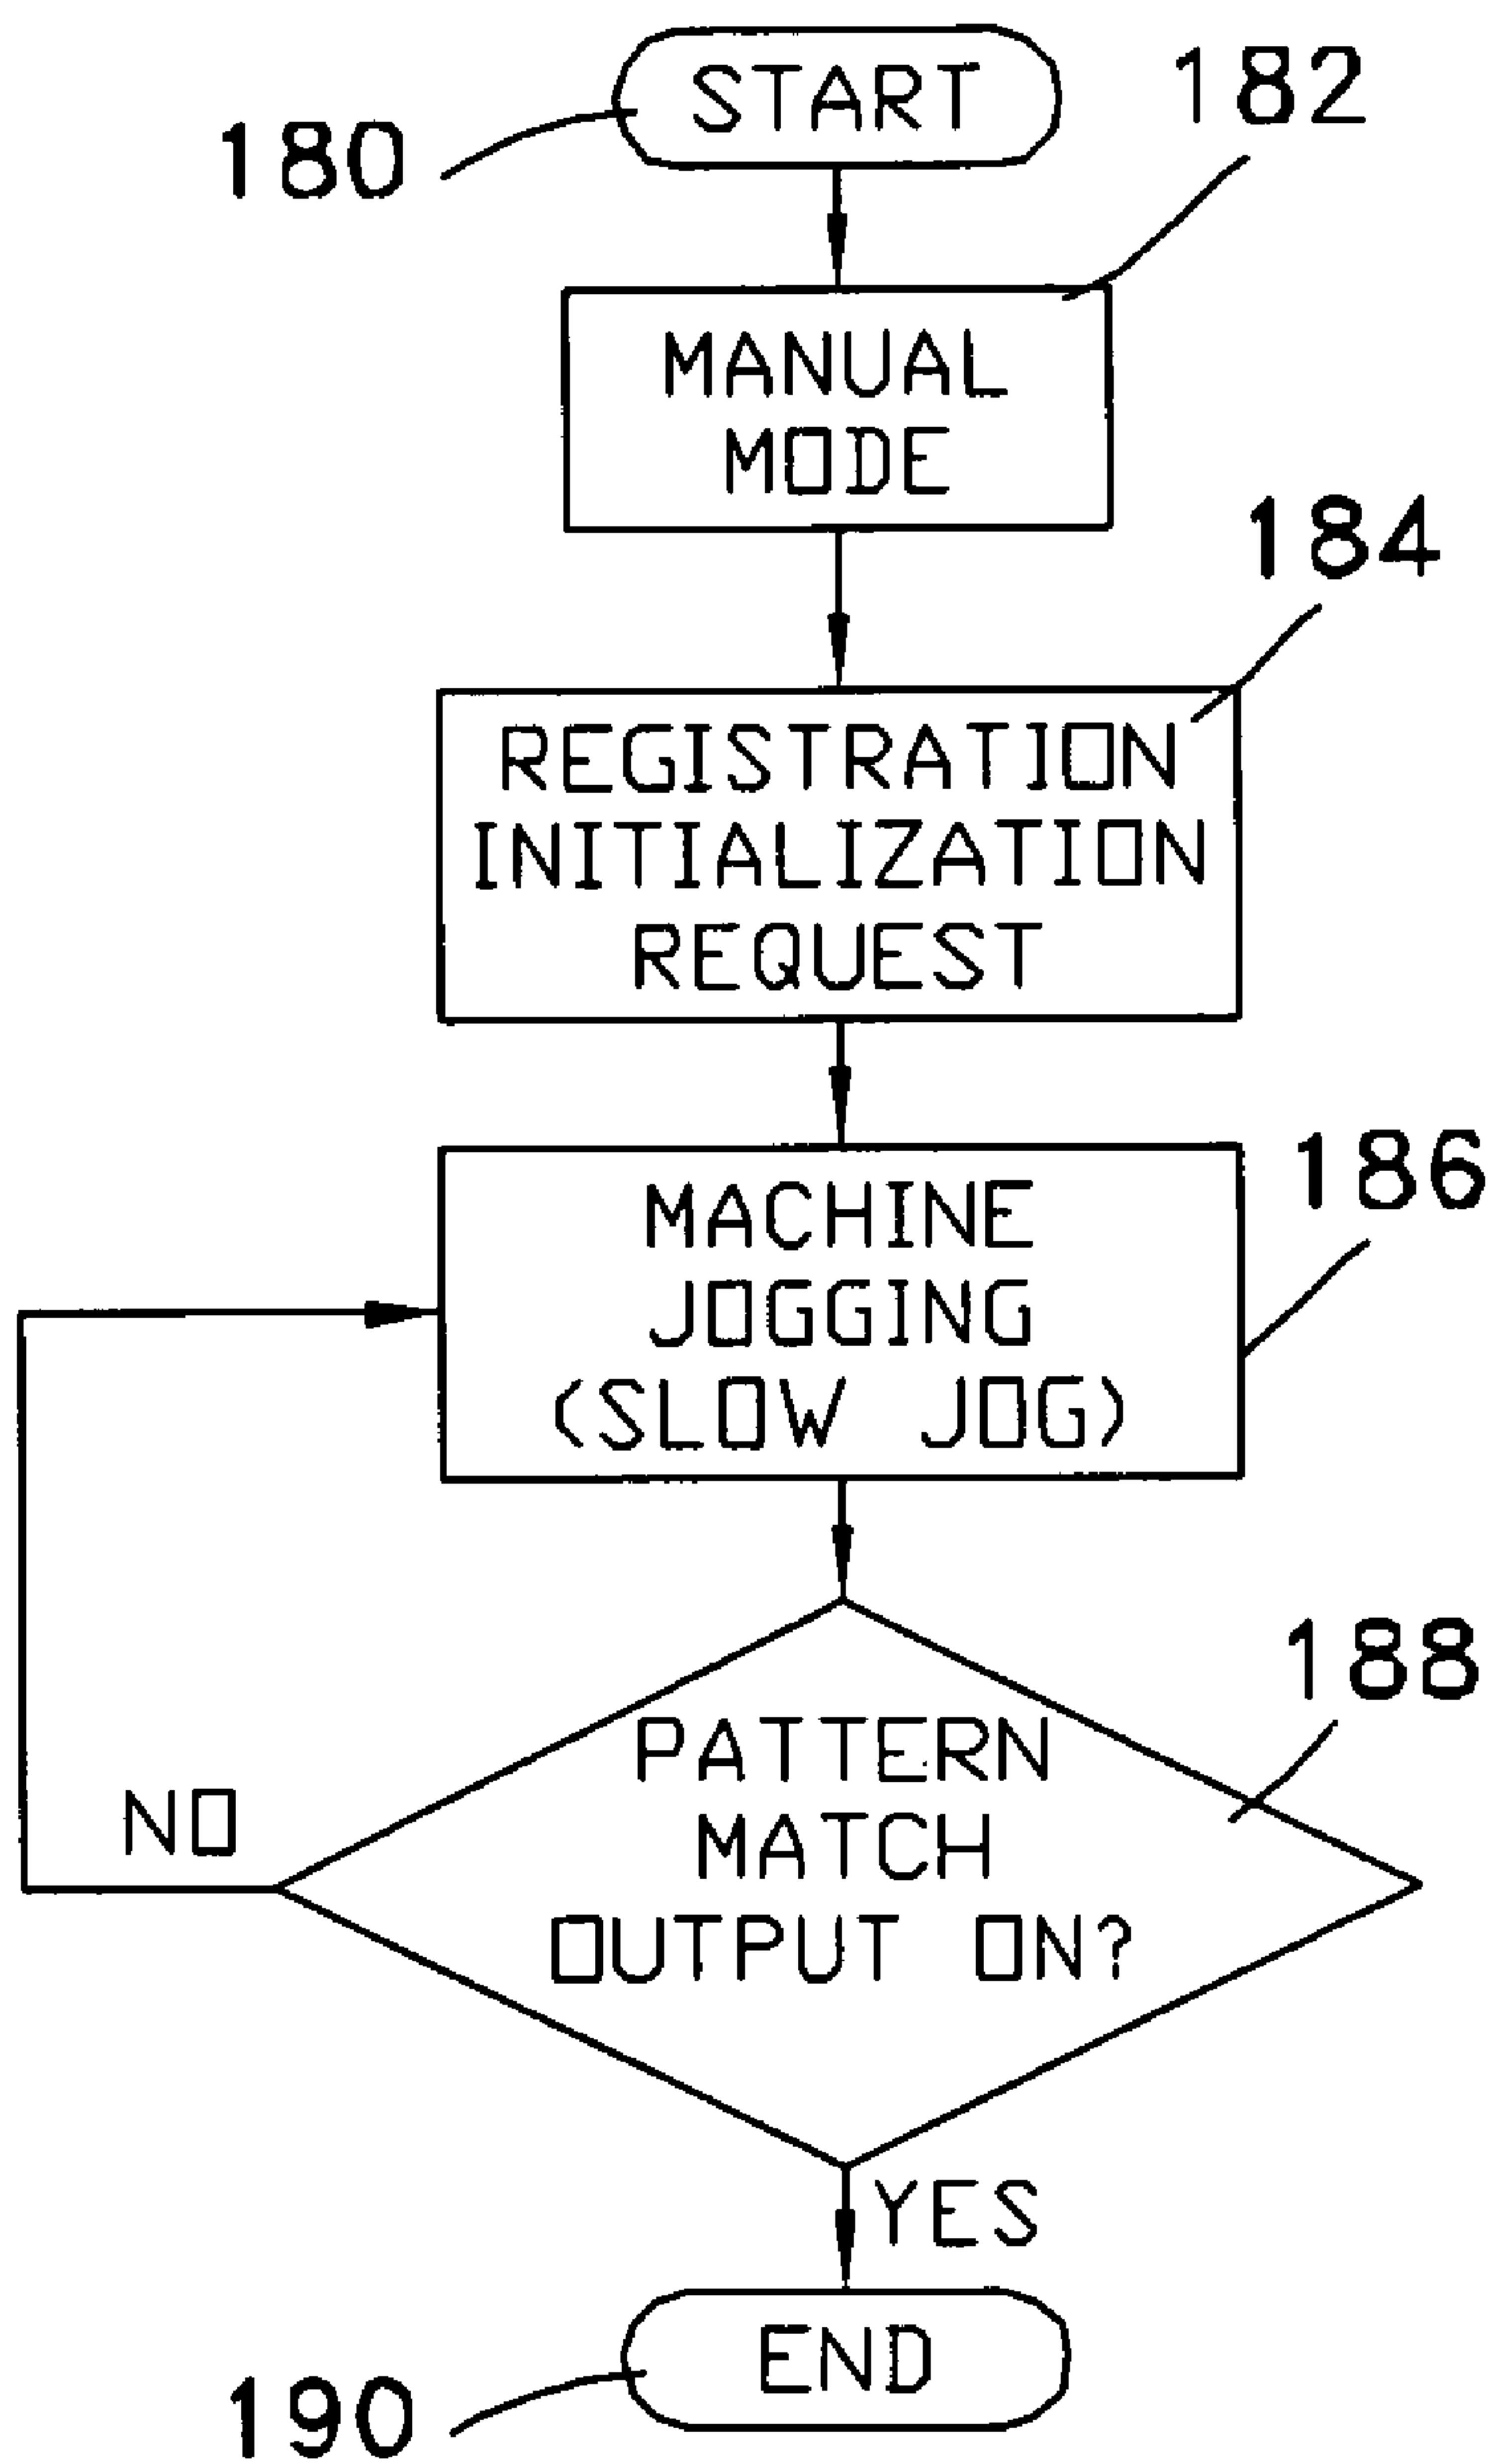 START
180
182
MANUAL
MODE
184
REGISTRATION
INITIALIZATION
REQUEST
186
MACHINE
JOGGING
(SLOW JOG)
188
PATTERN
MATCH
OUTPUT ON?
NO
YES
END
190